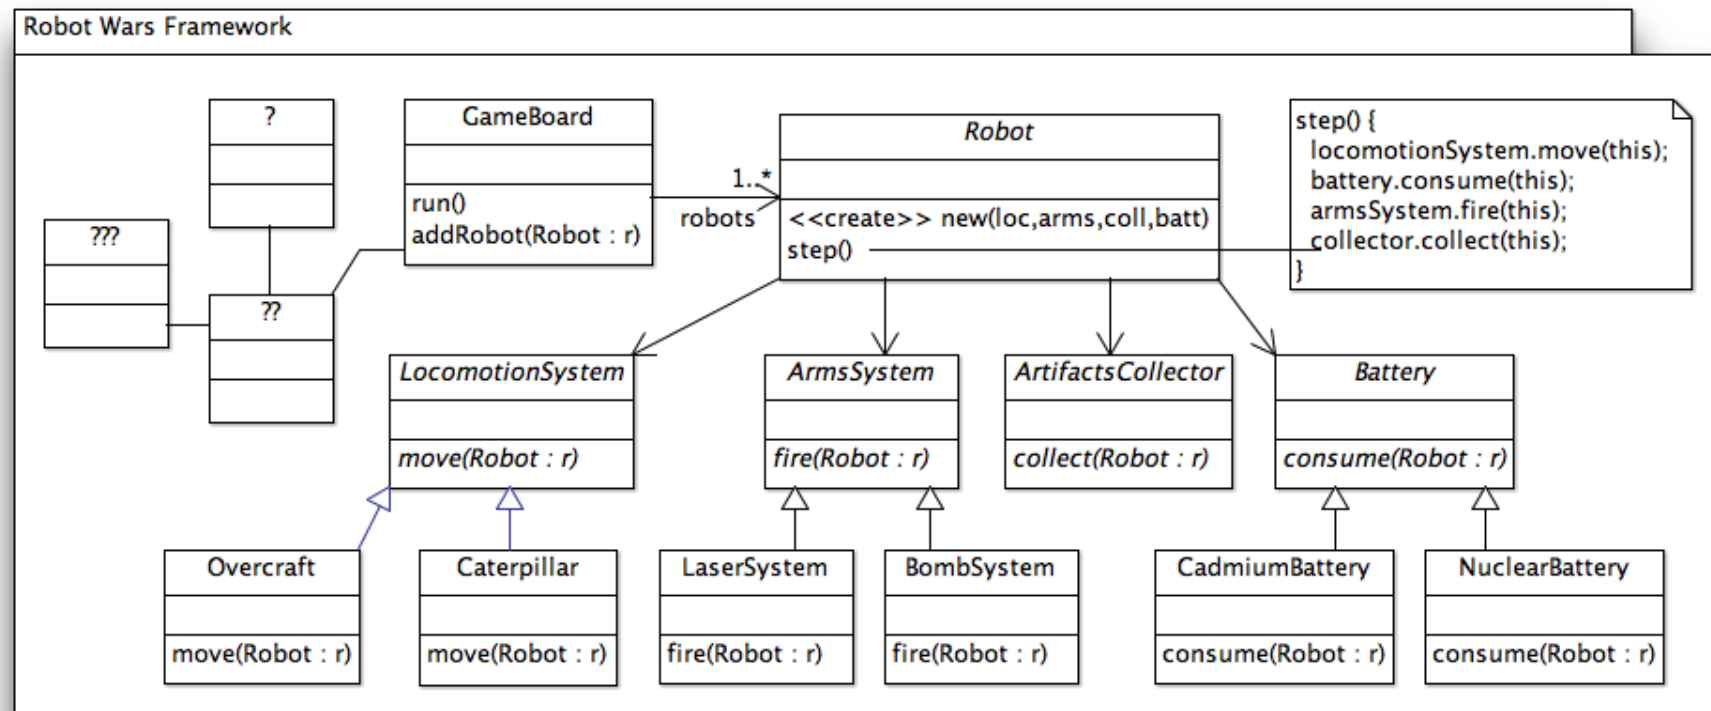 Robot Wars Framework
?
GameBoard
run()
addRobot(Robot : r)
1..*
robots
Robot
<<create>> new(loc,arms,coll,batt)
step()
step() {
locomotionSystem.move(this);
battery.consume(this);
armsSystem.fire(this);
collector.collect(this);
}
???
??
LocomotionSystem
move(Robot : r)
ArmsSystem
fire(Robot : r)
ArtifactsCollector
collect(Robot : r)
Battery
consume(Robot : r)
Overcraft
move(Robot : r)
Caterpillar
move(Robot : r)
LaserSystem
fire(Robot : r)
BombSystem
fire(Robot : r)
CadmiumBattery
consume(Robot : r)
NuclearBattery
consume(Robot : r)